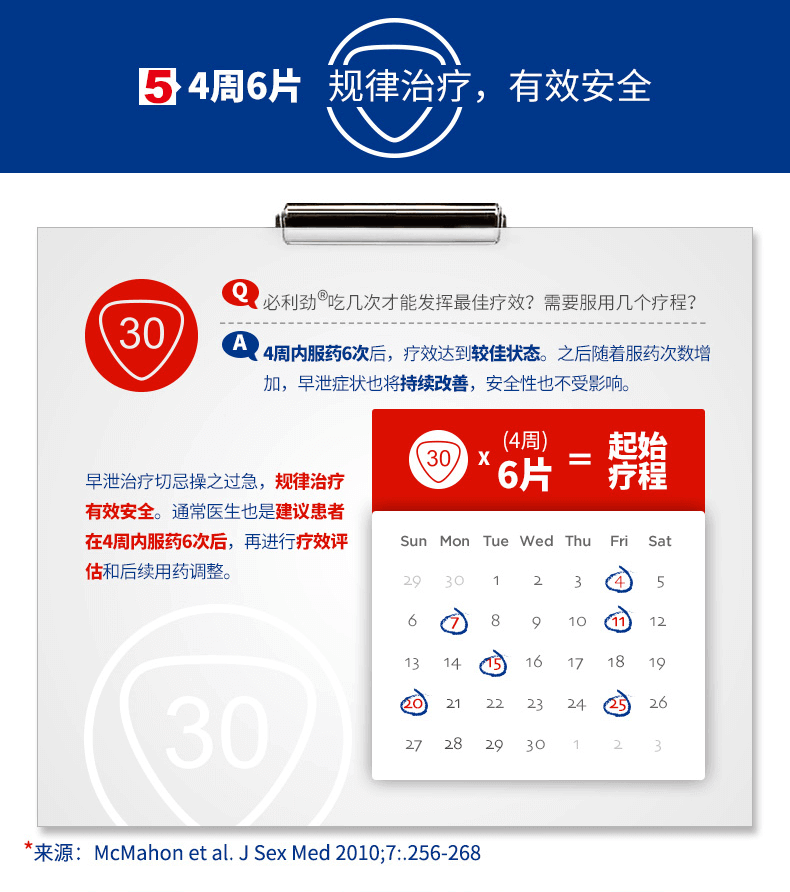 5 4周6片 规律治疗，有效安全
30
Q 必利劲®吃几次才能发挥最佳疗效？需要服用几个疗程？
A 4周内服药6次后，疗效达到较佳状态。之后随着服药次数增
加，早泄症状也将持续改善，安全性也不受影响。
早泄治疗切忌操之过急，规律治疗
有效安全。通常医生也是建议患者
在4周内服药6次后，再进行疗效评
估和后续用药调整。
30 x (4周) 6片 = 起始疗程
Sun Mon Tue Wed Thu Fri Sat
29 30 1 2 3 4 5
6 7 8 9 10 11 12
13 14 15 16 17 18 19
20 21 22 23 24 25 26
27 28 29 30 1 2 3
30
*来源：McMahon et al. J Sex Med 2010;7:.256-268